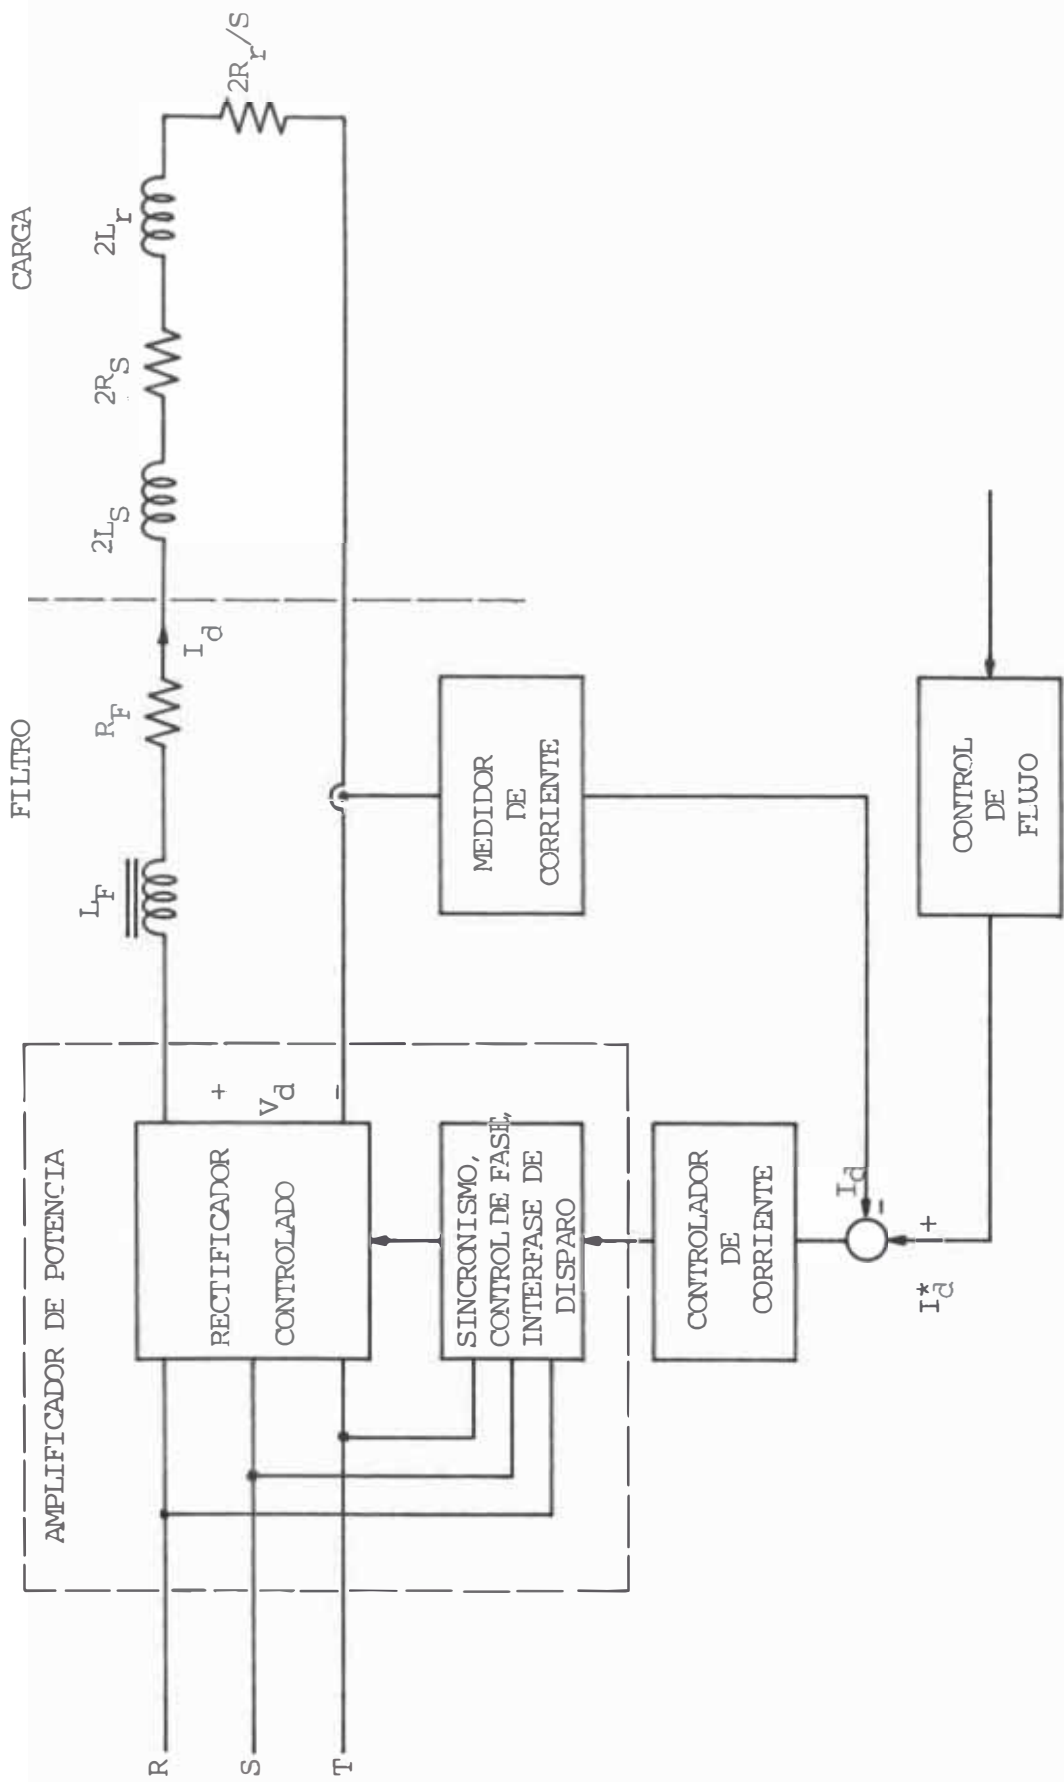 FILTRO
CARGA
AMPLIFICADOR DE POTENCIA
R
S
T
RECTIFICADOR
CONTROLADO
+
V_d
-
L_F
R_F
I_d
2L_S
2R_S
2L_r
2R_r/S
SINCRONISMO,
CONTROL DE FASE,
INTERFASE DE
DISPARO
MEDIDOR
DE
CORRIENTE
CONTROLADOR
DE
CORRIENTE
I_d
-
+
I*_d
CONTROL
DE
FLUJO